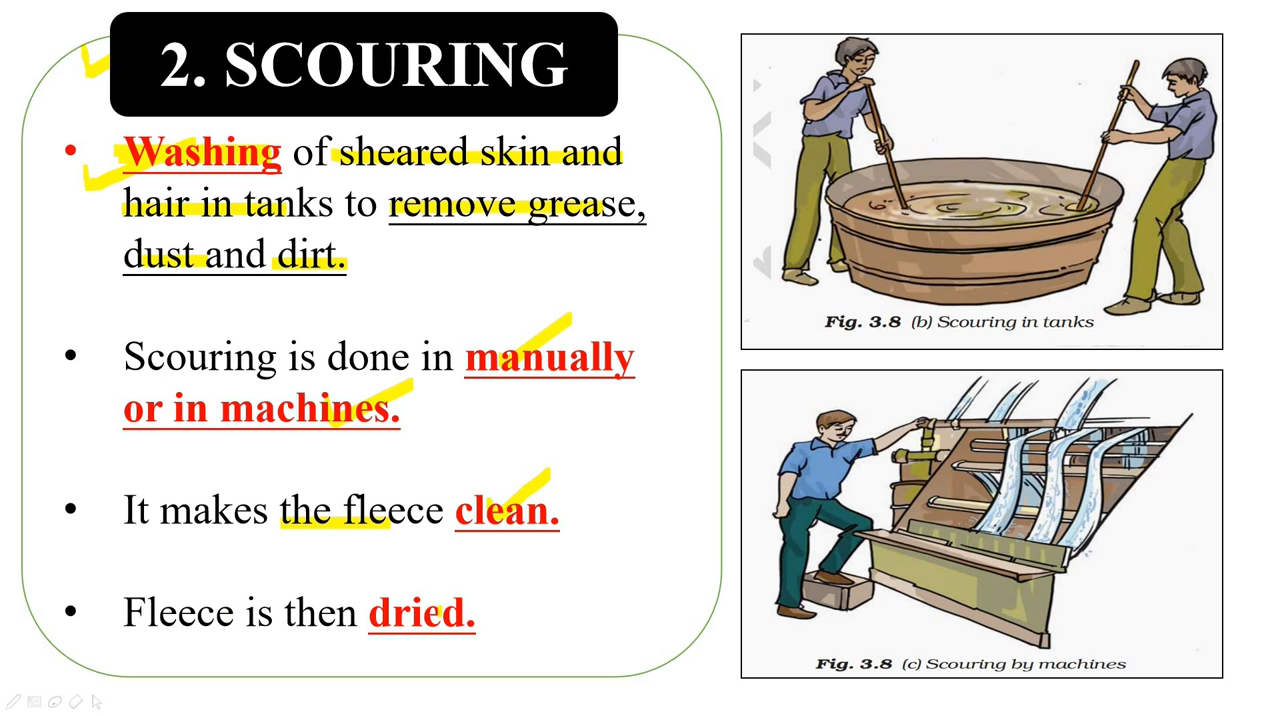 2. SCOURING
• Washing of sheared skin and
hair in tanks to remove grease,
dust and dirt.
• Scouring is done in manually
or in machines.
• It makes the fleece clean.
• Fleece is then dried.
Fig. 3.8 (b) Scouring in tanks
Fig. 3.8 (c) Scouring by machines